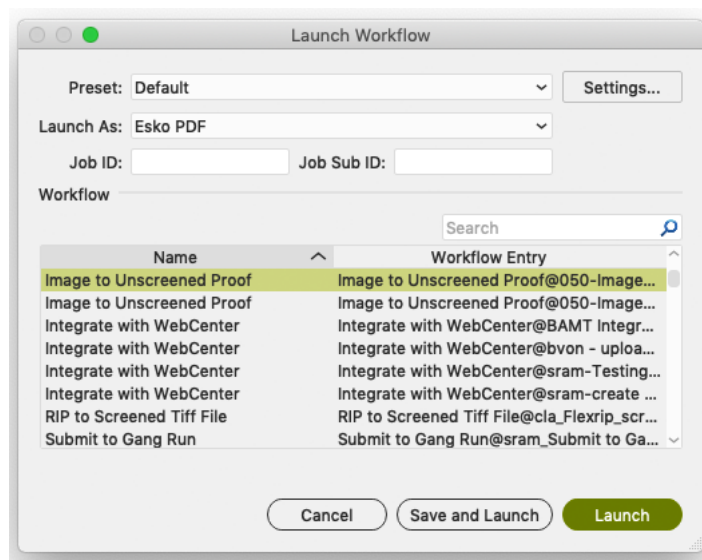 Launch Workflow
Preset: Default Settings...
Launch As: Esko PDF
Job ID: Job Sub ID:
Workflow
Search
Name Workflow Entry
Image to Unscreened Proof Image to Unscreened Proof@050-Image...
Image to Unscreened Proof Image to Unscreened Proof@050-Image...
Integrate with WebCenter Integrate with WebCenter@BAMT Integr...
Integrate with WebCenter Integrate with WebCenter@bvon - uploa...
Integrate with WebCenter Integrate with WebCenter@sram-Testing...
Integrate with WebCenter Integrate with WebCenter@sram-create ...
RIP to Screened Tiff File RIP to Screened Tiff File@cla_Flexrip_scr...
Submit to Gang Run Submit to Gang Run@sram_Submit to Ga...
Cancel Save and Launch Launch